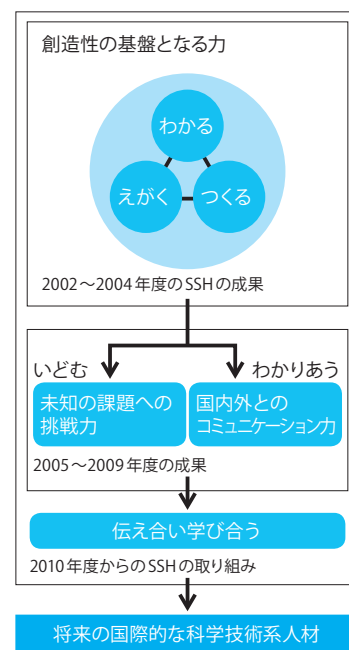 創造性の基盤となる力
わかる
えがく
つくる
2002～2004年度のSSHの成果
いどむ
わかりあう
未知の課題への
挑戦力
国内外との
コミュニケーション力
2005～2009年度の成果
伝え合い学び合う
2010年度からのSSHの取り組み
将来の国際的な科学技術系人材